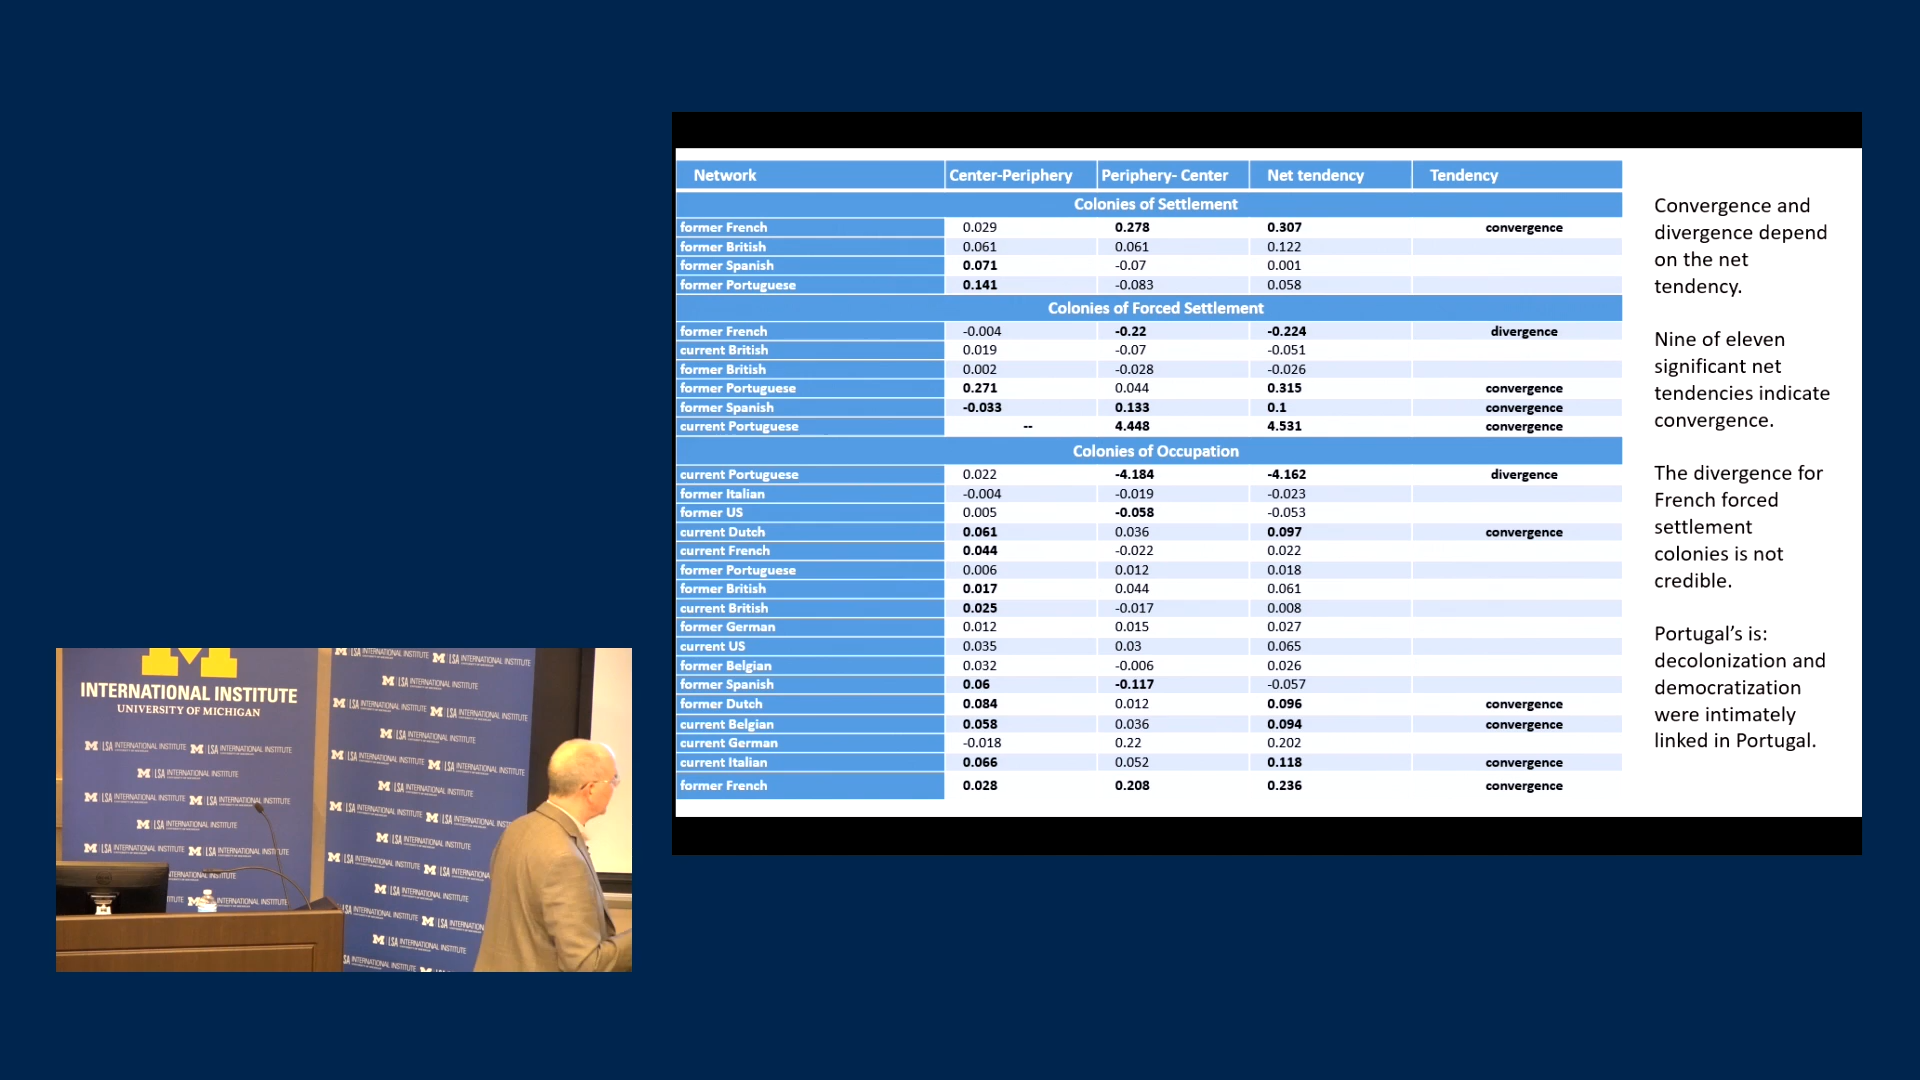 Network Center-Periphery Periphery- Center Net tendency Tendency
Colonies of Settlement
former French 0.029 0.278 0.307 convergence
former British 0.061 0.061 0.122
former Spanish 0.071 -0.07 0.001
former Portuguese 0.141 -0.083 0.058
Colonies of Forced Settlement
former French -0.004 -0.22 -0.224 divergence
current British 0.019 -0.07 -0.051
former British 0.002 -0.028 -0.026
former Portuguese 0.271 0.044 0.315 convergence
former Spanish -0.033 0.133 0.1 convergence
current Portuguese -- 4.448 4.531 convergence
Colonies of Occupation
current Portuguese 0.022 -4.184 -4.162 divergence
former Italian -0.004 -0.019 -0.023
former US 0.005 -0.058 -0.053
current Dutch 0.061 0.036 0.097 convergence
current French 0.044 -0.022 0.022
former Portuguese 0.006 0.012 0.018
former British 0.017 0.044 0.061
current British 0.025 -0.017 0.008
former German 0.012 0.015 0.027
current US 0.035 0.03 0.065
former Belgian 0.032 -0.006 0.026
former Spanish 0.06 -0.117 -0.057
former Dutch 0.084 0.012 0.096 convergence
current Belgian 0.058 0.036 0.094 convergence
current German -0.018 0.22 0.202
current Italian 0.066 0.052 0.118 convergence
former French 0.028 0.208 0.236 convergence
Convergence and
divergence depend
on the net
tendency.
Nine of eleven
significant net
tendencies indicate
convergence.
The divergence for
French forced
settlement
colonies is not
credible.
Portugal’s is:
decolonization and
democratization
were intimately
linked in Portugal.
M
INTERNATIONAL INSTITUTE
UNIVERSITY OF MICHIGAN
M LSA INTERNATIONAL INSTITUTE